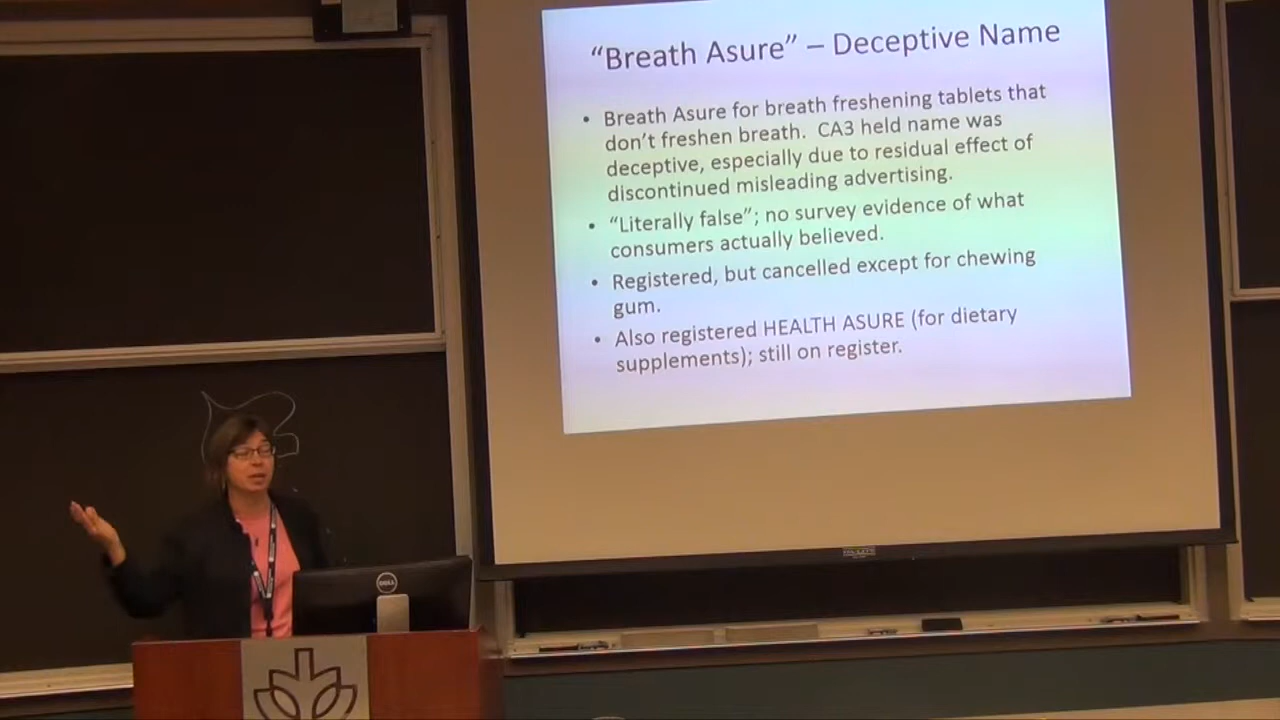 “Breath Asure” – Deceptive Name
• Breath Asure for breath freshening tablets that
don’t freshen breath. CA3 held name was
deceptive, especially due to residual effect of
discontinued misleading advertising.
• “Literally false”; no survey evidence of what
consumers actually believed.
• Registered, but cancelled except for chewing
gum.
• Also registered HEALTH ASURE (for dietary
supplements); still on register.
DELL